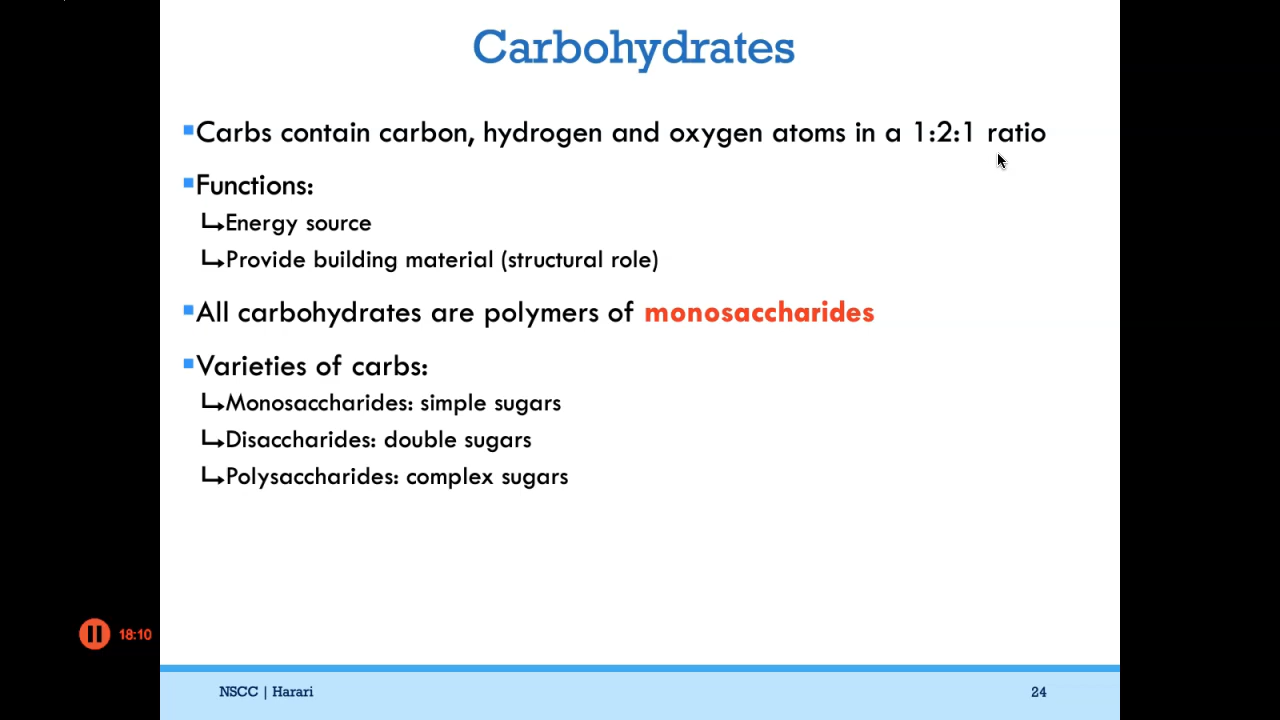 Carbohydrates
Carbs contain carbon, hydrogen and oxygen atoms in a 1:2:1 ratio
Functions:
Energy source
Provide building material (structural role)
All carbohydrates are polymers of monosaccharides
Varieties of carbs:
Monosaccharides: simple sugars
Disaccharides: double sugars
Polysaccharides: complex sugars
18:10
NSCC | Harari
24